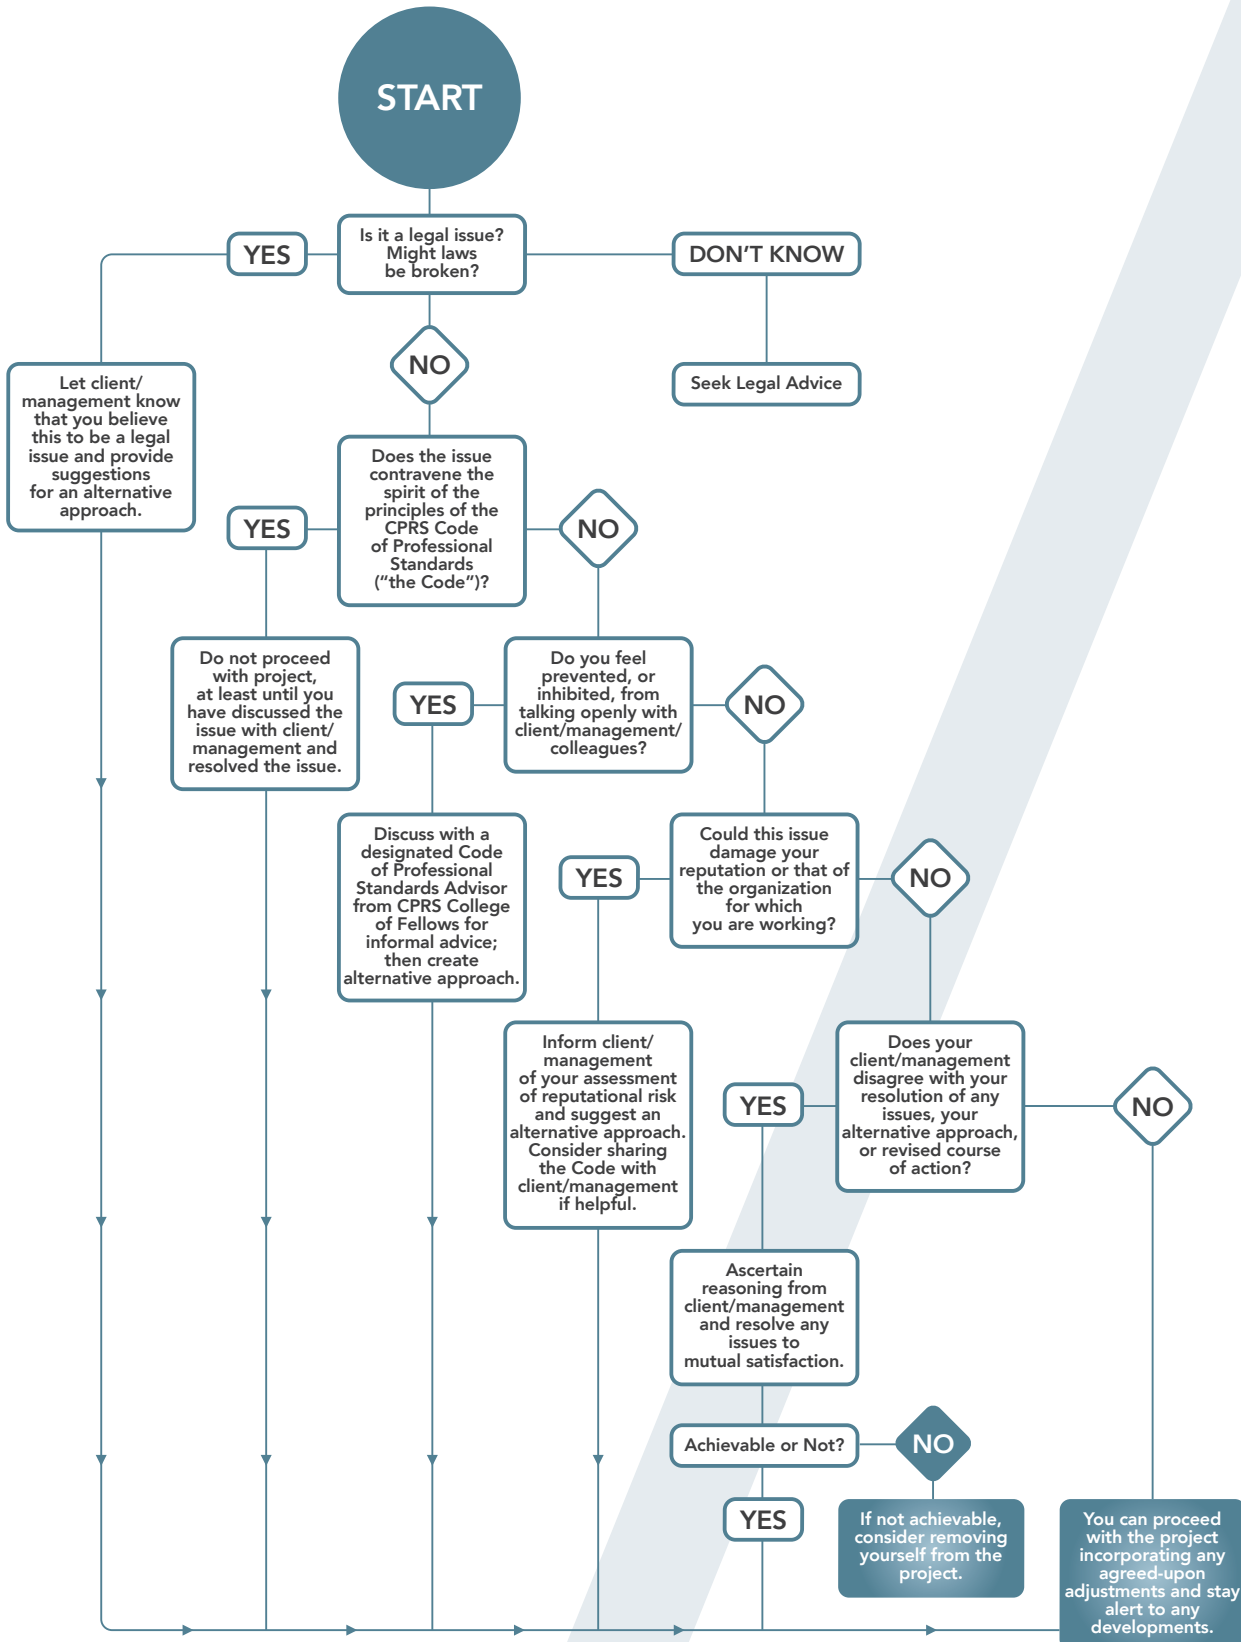 START
Is it a legal issue?
Might laws
be broken?
YES
DON'T KNOW
NO
Let client/
management know
that you believe
this to be a legal
issue and provide
suggestions
for an alternative
approach.
Seek Legal Advice
Does the issue
contravene the
spirit of the
principles of the
CPRS Code
of Professional
Standards
(“the Code”)?
YES
NO
Do not proceed
with project,
at least until you
have discussed the
issue with client/
management and
resolved the issue.
Do you feel
prevented, or
inhibited, from
talking openly with
client/management/
colleagues?
YES
NO
Discuss with a
designated Code
of Professional
Standards Advisor
from CPRS College
of Fellows for
informal advice;
then create
alternative approach.
Could this issue
damage your
reputation or that of
the organization
for which
you are working?
YES
NO
Inform client/
management
of your assessment
of reputational risk
and suggest an
alternative approach.
Consider sharing
the Code with
client/management
if helpful.
Does your
client/management
disagree with your
resolution of any
issues, your
alternative approach,
or revised course
of action?
YES
NO
Ascertain
reasoning from
client/management
and resolve any
issues to
mutual satisfaction.
Achievable or Not?
NO
YES
If not achievable,
consider removing
yourself from the
project.
You can proceed
with the project
incorporating any
agreed-upon
adjustments and stay
alert to any
developments.